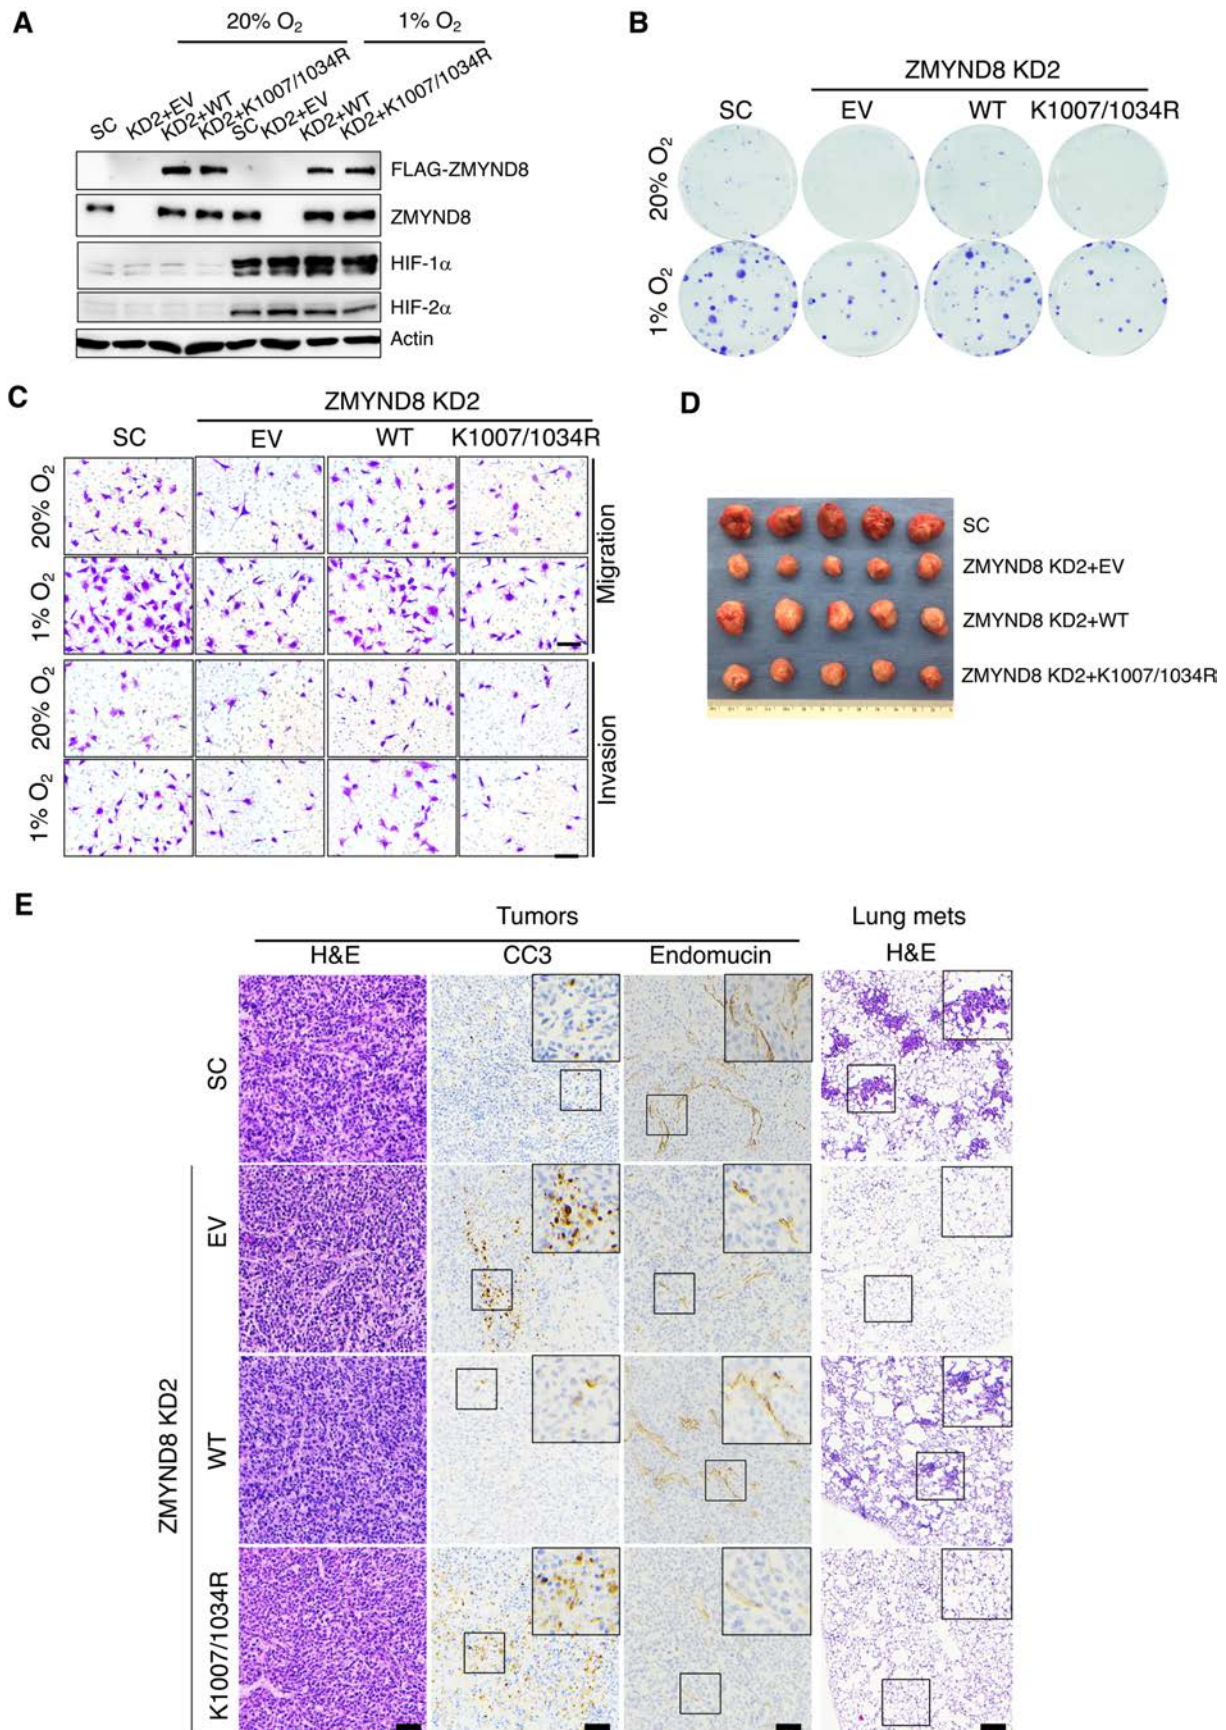 A
20% O2 1% O2
SC KD2+EV KD2+WT KD2+K1007/1034R SC KD2+EV KD2+WT KD2+K1007/1034R
FLAG-ZMYND8
ZMYND8
HIF-1α
HIF-2α
Actin
B
ZMYND8 KD2
SC EV WT K1007/1034R
20% O2
1% O2
C
ZMYND8 KD2
SC EV WT K1007/1034R
20% O2
1% O2
Migration
20% O2
1% O2
Invasion
D
SC
ZMYND8 KD2+EV
ZMYND8 KD2+WT
ZMYND8 KD2+K1007/1034R
E
Tumors Lung mets
H&E CC3 Endomucin H&E
SC
ZMYND8 KD2
EV
WT
K1007/1034R